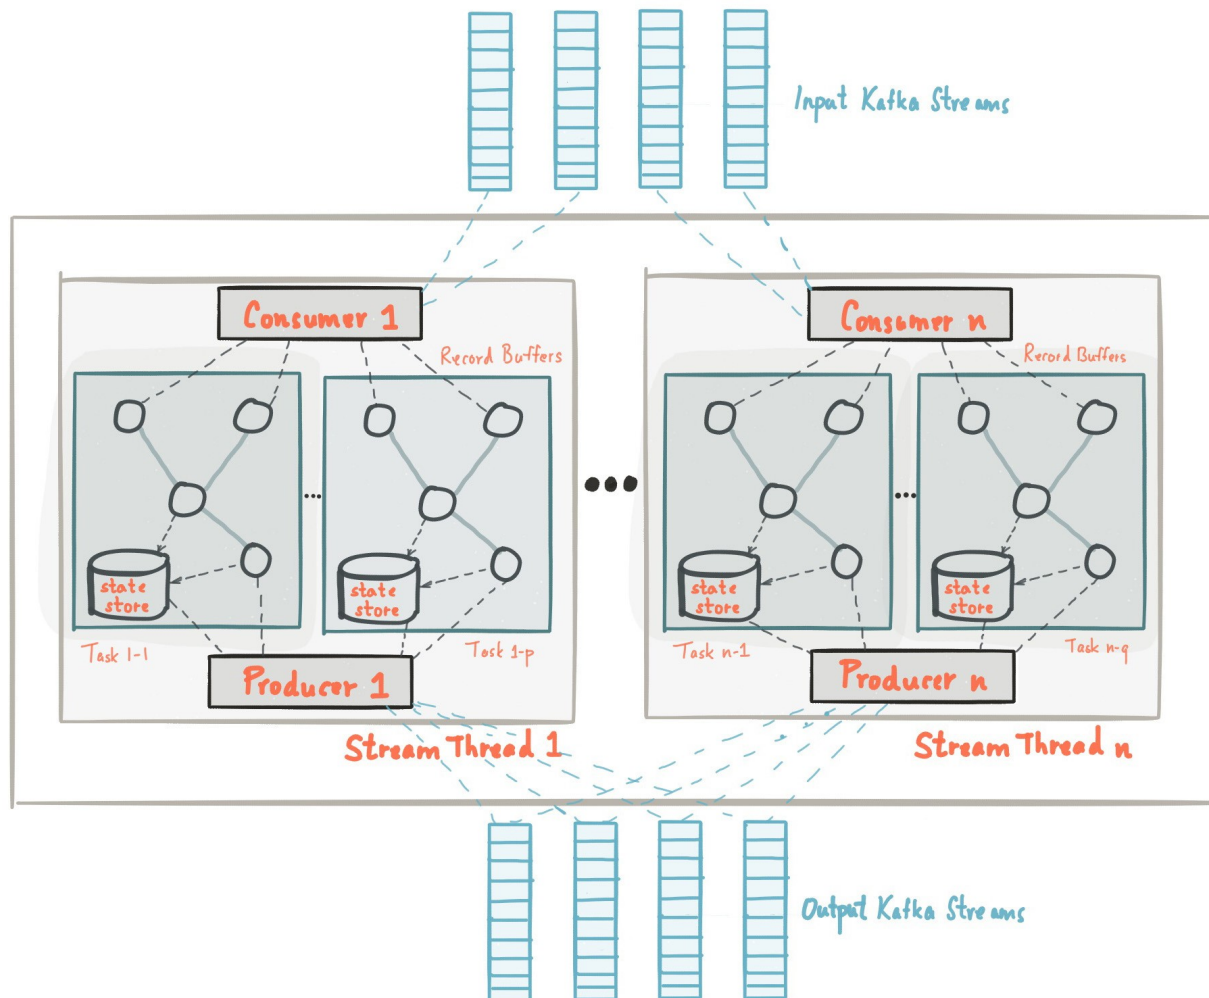 Input Kafka Streams
Consumer 1
Consumer n
Record Buffers
Record Buffers
...
...
...
state
store
state
store
state
store
state
store
Task 1-1
Task 1-p
Task n-1
Task n-q
Producer 1
Producer n
Stream Thread 1
Stream Thread n
Output Kafka Streams